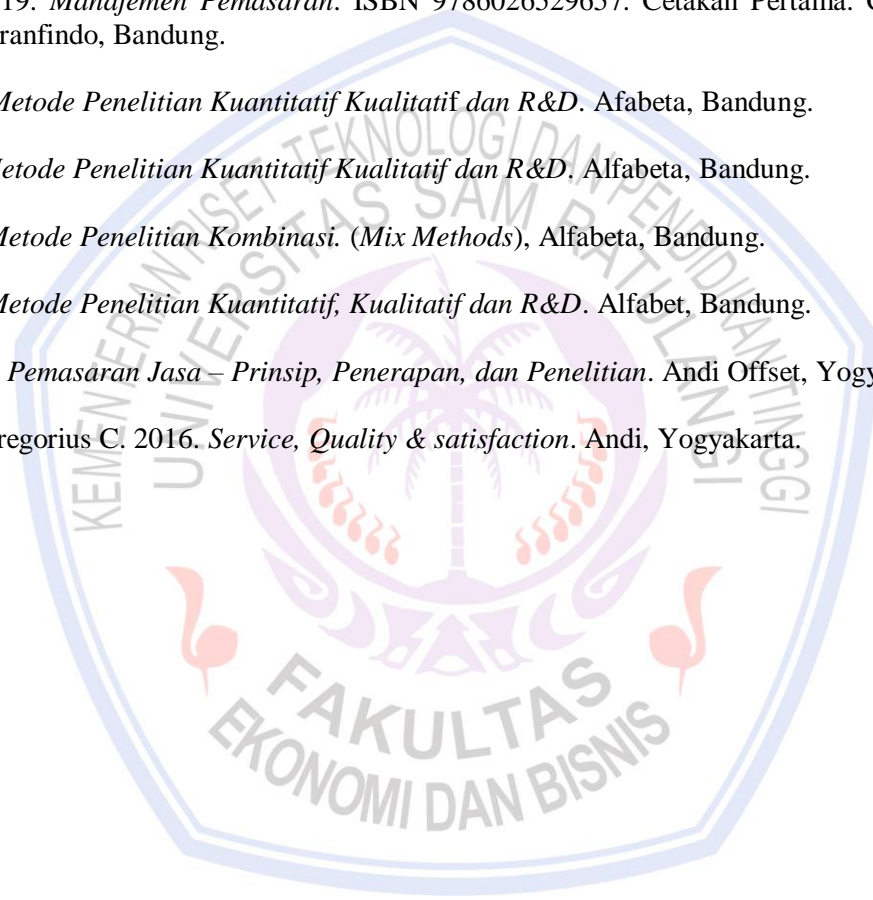 19. Manajemen Pemasaran. ISBN 9786026529657. Cetakan Pertama.
ranfindo, Bandung.
Metode Penelitian Kuantitatif Kualitatif dan R&D. Afabeta, Bandung.
Metode Penelitian Kuantitatif Kualitatif dan R&D. Alfabeta, Bandung.
Metode Penelitian Kombinasi. (Mix Methods), Alfabeta, Bandung.
Metode Penelitian Kuantitatif, Kualitatif dan R&D. Alfabet, Bandung.
Pemasaran Jasa – Prinsip, Penerapan, dan Penelitian. Andi Offset, Yogy
regorius C. 2016. Service, Quality & satisfaction. Andi, Yogyakarta.
KEMENTERIAN RISET TEKNOLOGI DAN PENDIDIKAN TINGGI
UNIVERSITAS SAM RATULANGI
FAKULTAS
EKONOMI DAN BISNIS